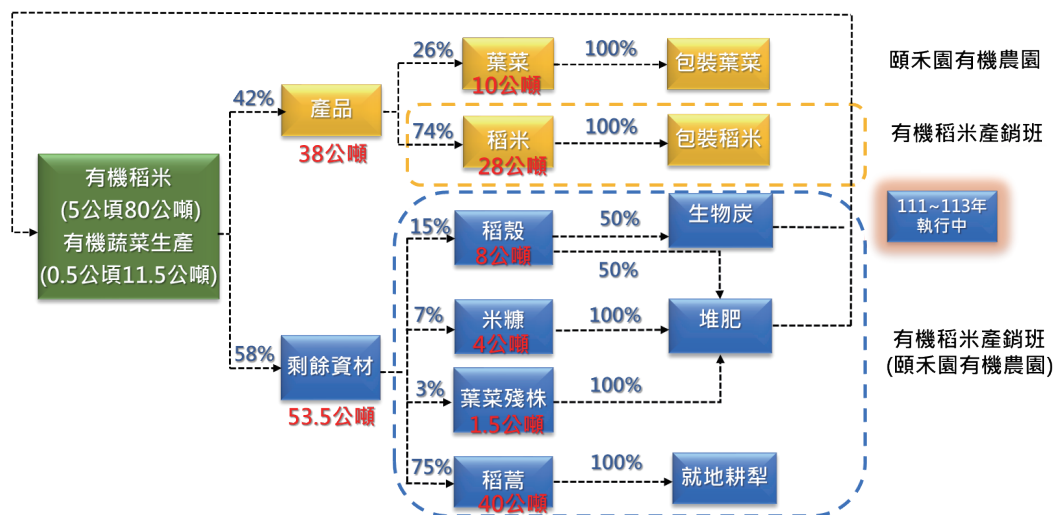 26%
葉菜
10公噸
100%
包裝葉菜
頤禾園有機農園
42%
產品
38公噸
74%
稻米
28公噸
100%
包裝稻米
有機稻米產銷班
有機稻米
(5公頃80公噸)
有機蔬菜生產
(0.5公頃11.5公噸)
111~113年
執行中
15%
稻殼
8公噸
50%
生物炭
50%
7%
米糠
4公噸
100%
堆肥
58%
剩餘資材
53.5公噸
3%
葉菜殘株
1.5公噸
100%
有機稻米產銷班
(頤禾園有機農園)
75%
稻蒿
40公噸
100%
就地耕犁